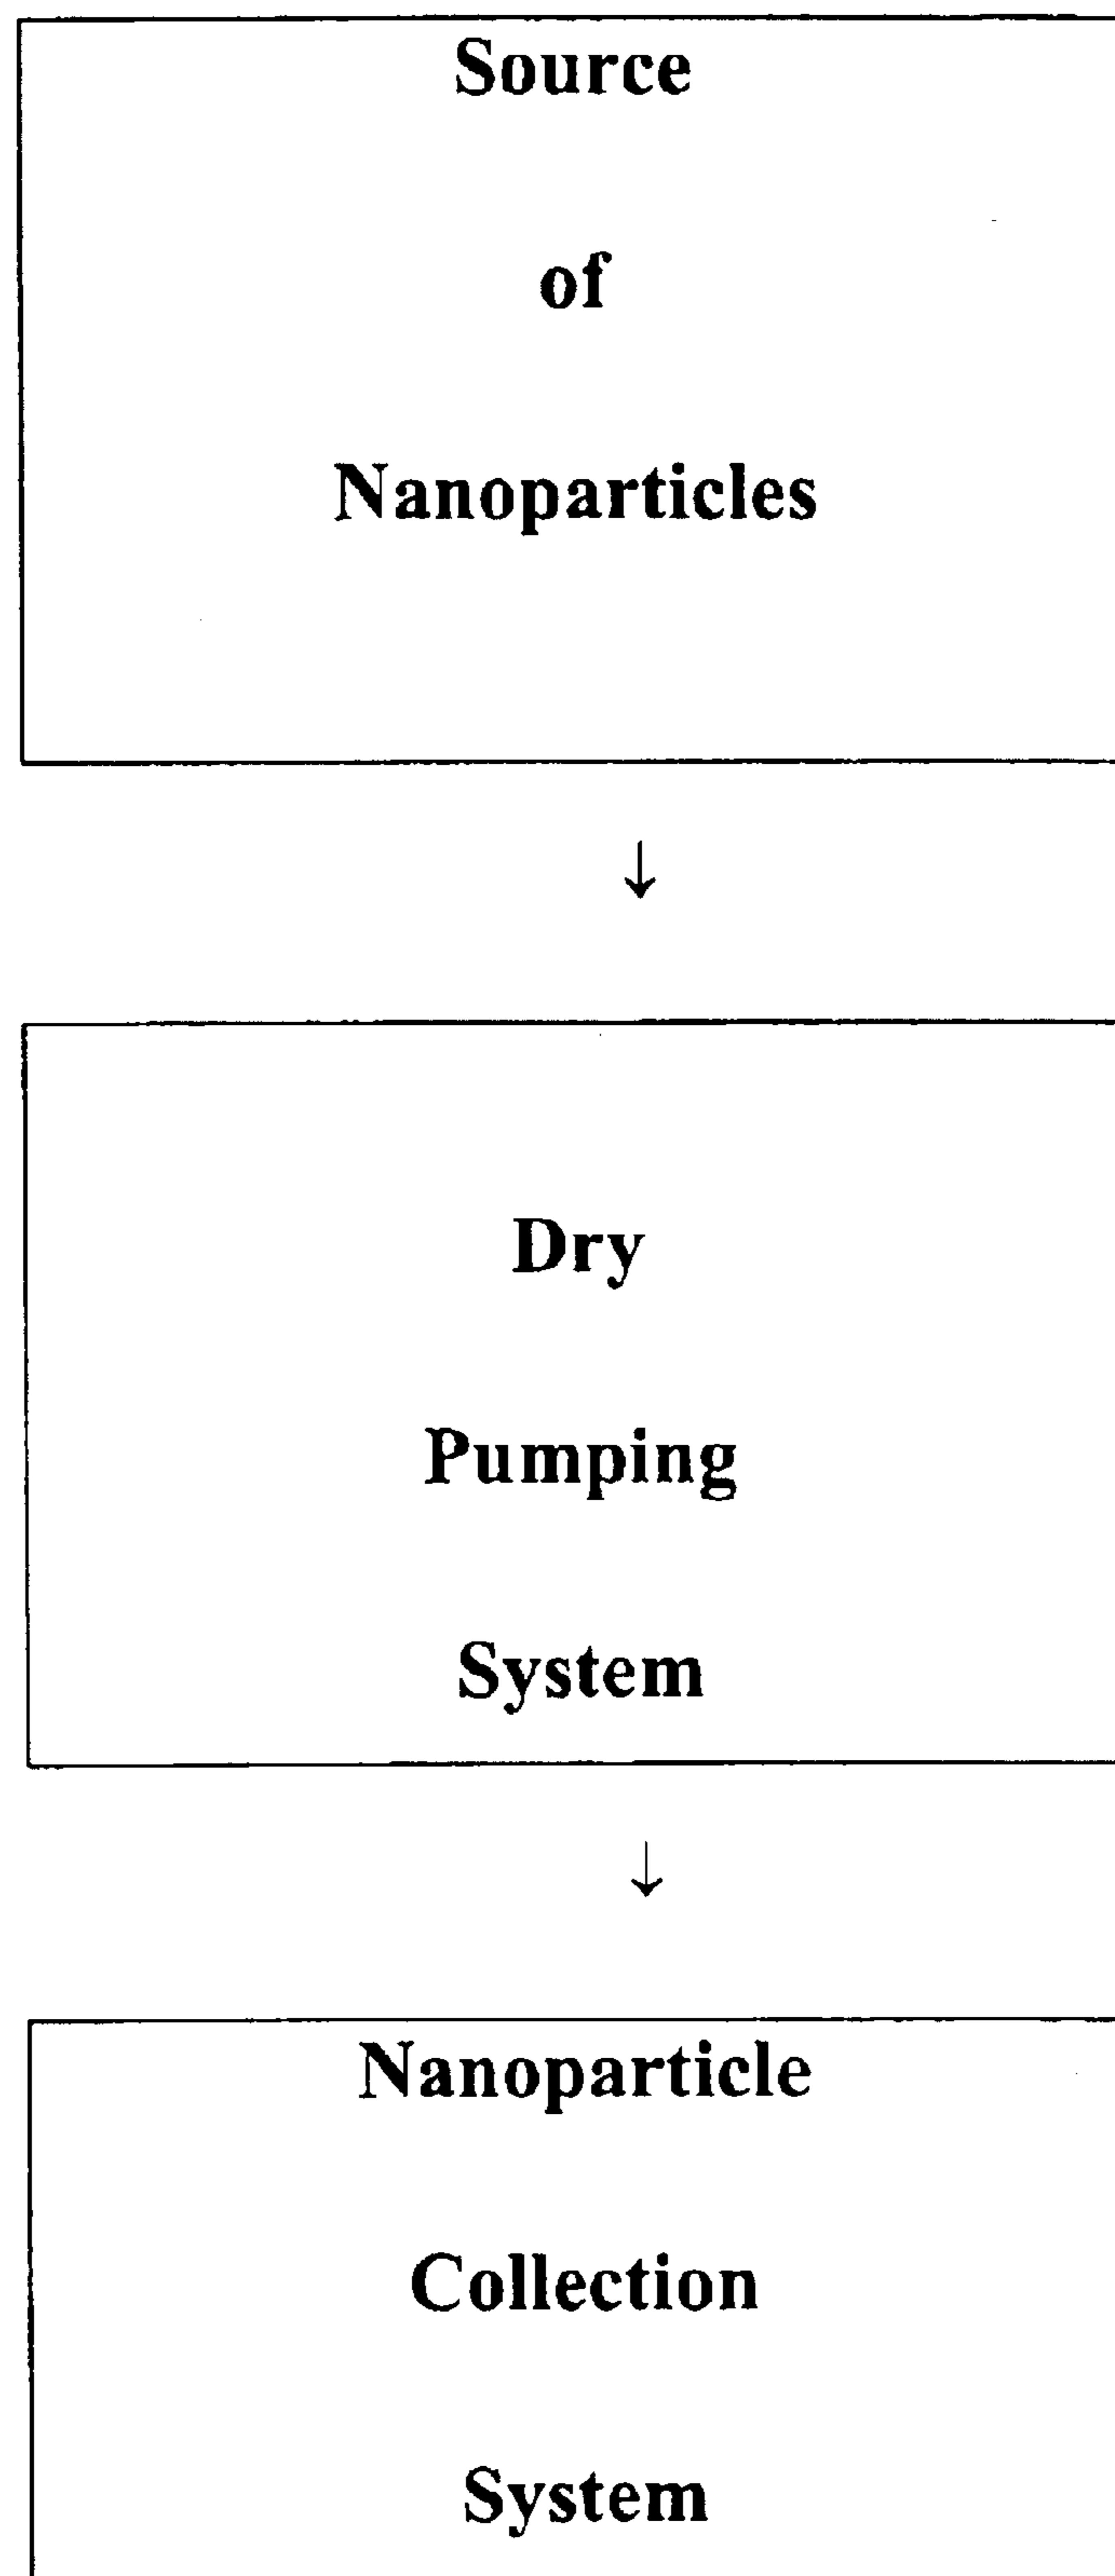 Source
of
Nanoparticles
↓
Dry
Pumping
System
↓
Nanoparticle
Collection
System